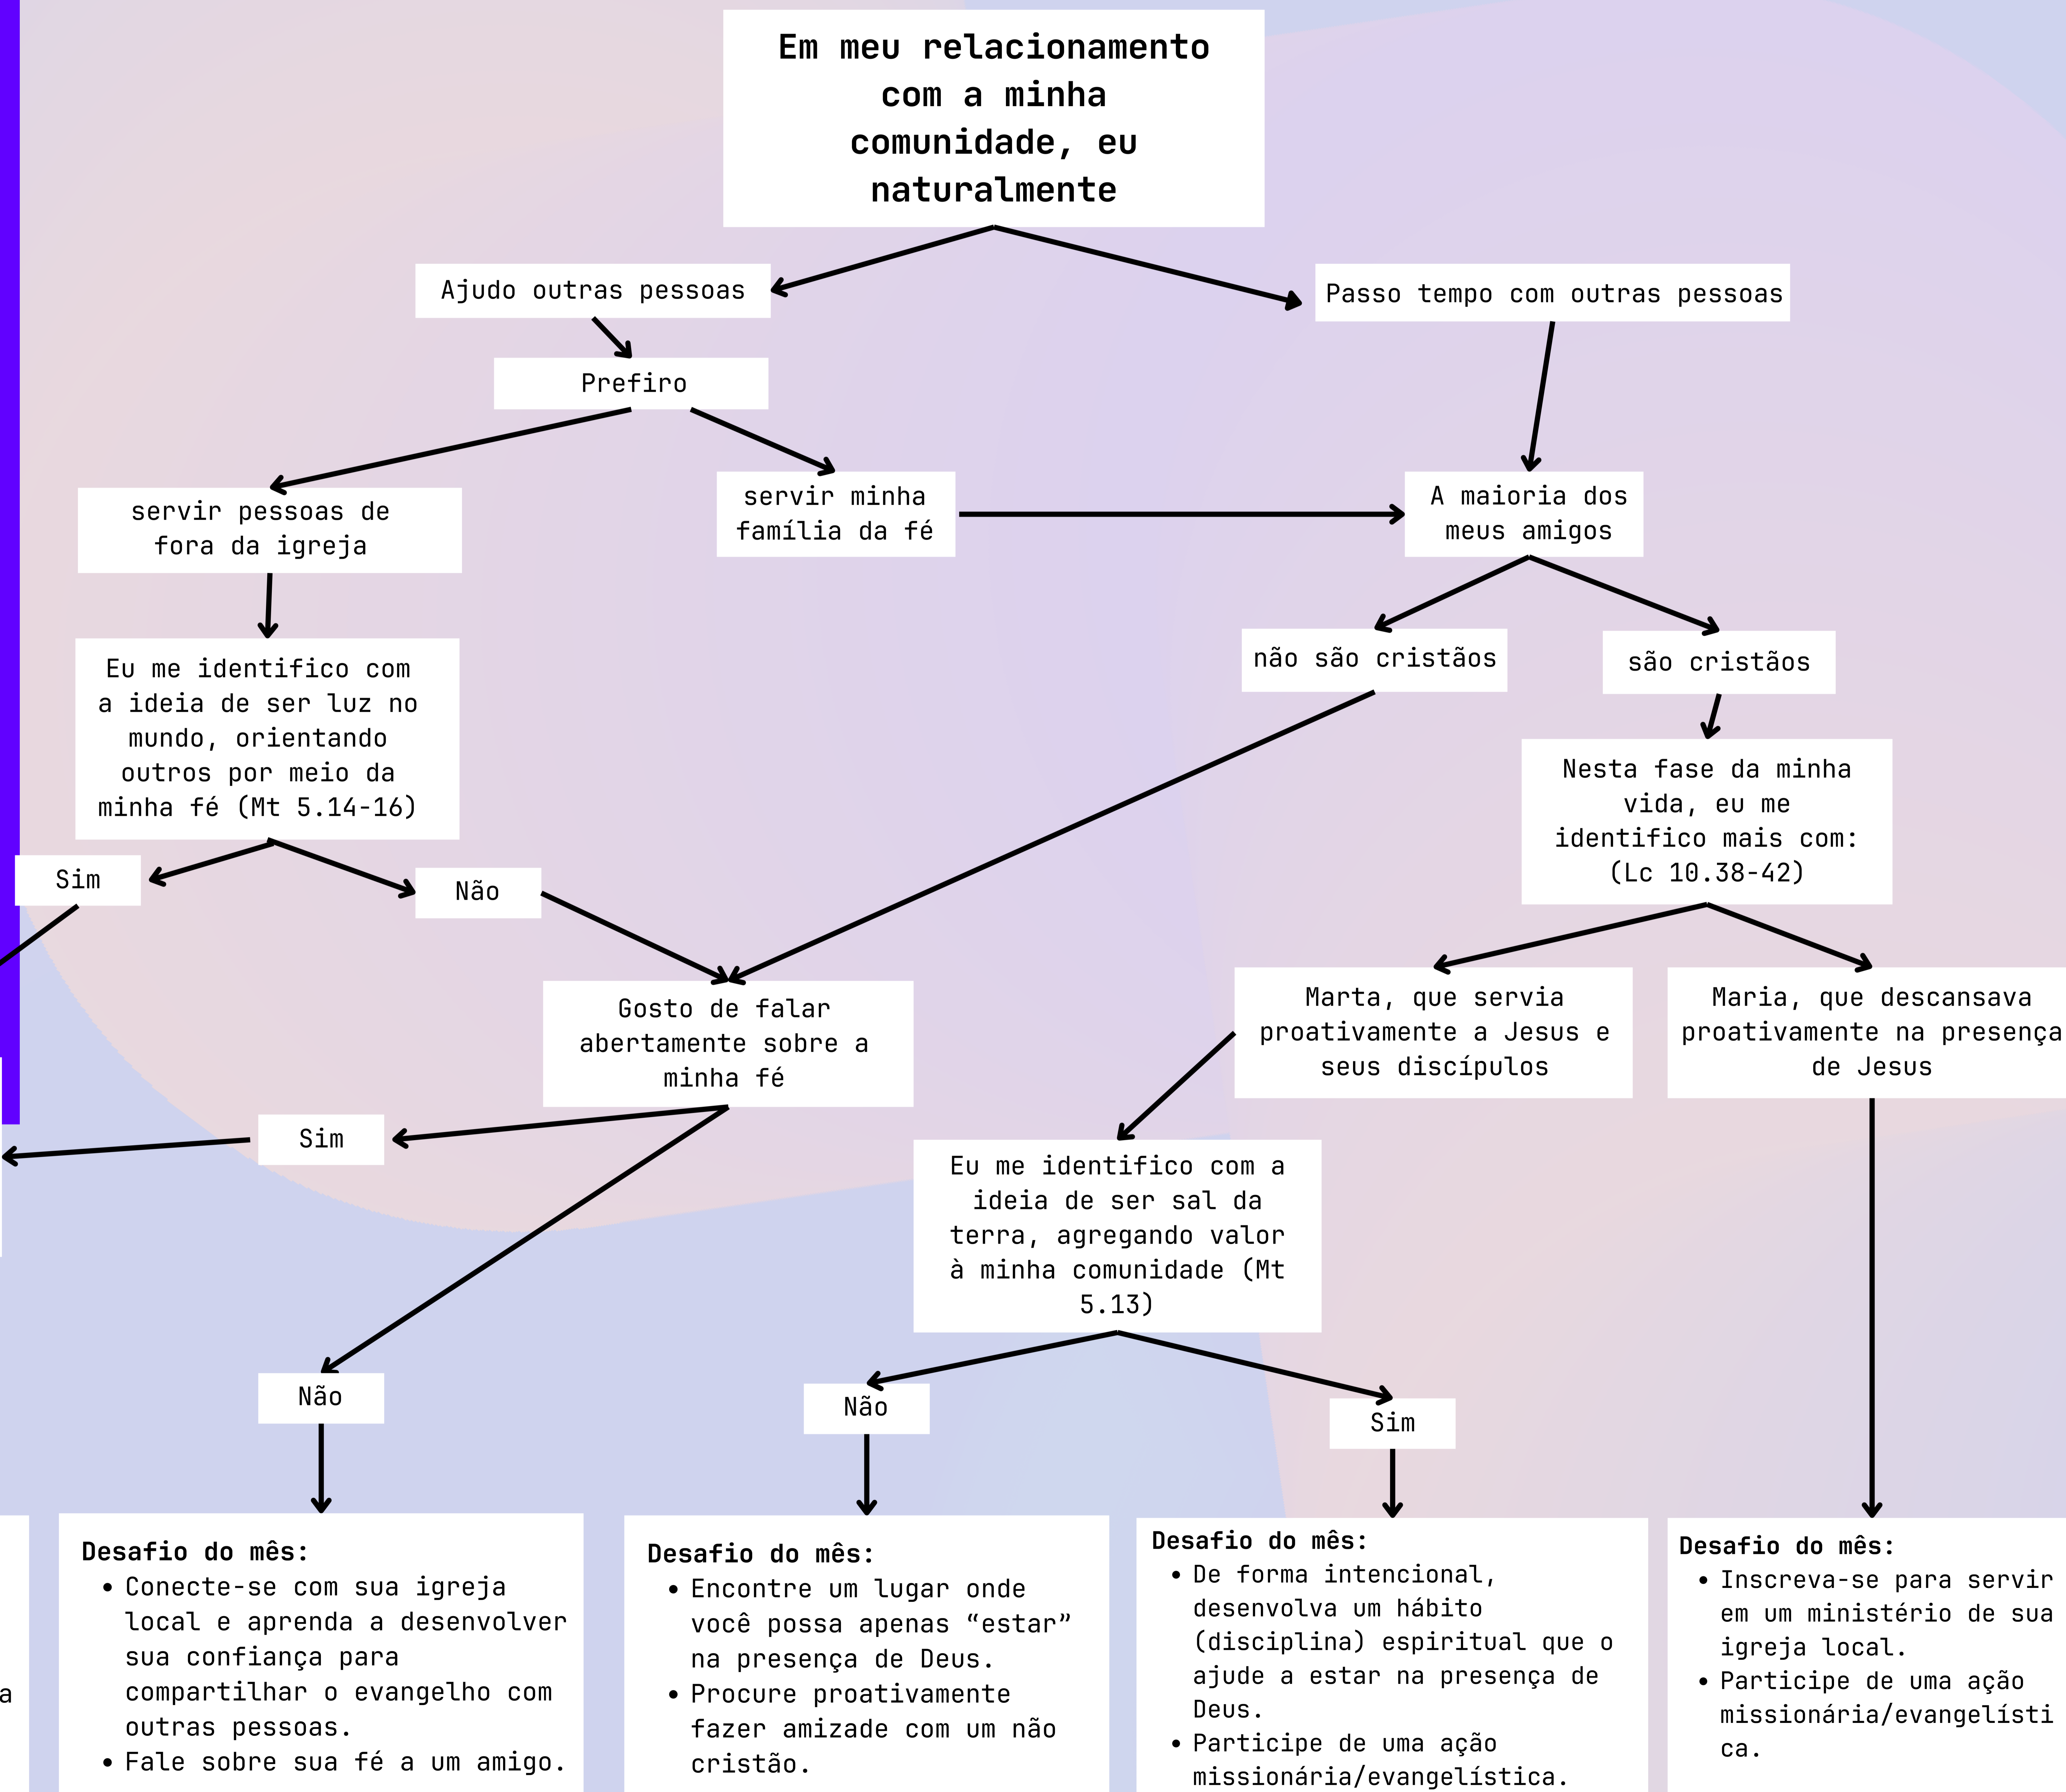 Em meu relacionamento
com a minha
comunidade, eu
naturalmente
Ajudo outras pessoas
Passo tempo com outras pessoas
Prefiro
servir pessoas de
fora da igreja
servir minha
família da fé
A maioria dos
meus amigos
não são cristãos
são cristãos
Eu me identifico com
a ideia de ser luz no
mundo, orientando
outros por meio da
minha fé (Mt 5.14-16)
Nesta fase da minha
vida, eu me
identifico mais com:
(Lc 10.38-42)
Sim
Não
Gosto de falar
abertamente sobre a
minha fé
Marta, que servia
proativamente a Jesus e
seus discípulos
Maria, que descansava
proativamente na presença
de Jesus
Sim
Eu me identifico com a
ideia de ser sal da
terra, agregando valor
à minha comunidade (Mt
5.13)
Não
Não
Sim
a
Desafio do mês:
• Conecte-se com sua igreja
local e aprenda a desenvolver
sua confiança para
compartilhar o evangelho com
outras pessoas.
• Fale sobre sua fé a um amigo.
Desafio do mês:
• Encontre um lugar onde
você possa apenas “estar”
na presença de Deus.
• Procure proativamente
fazer amizade com um não
cristão.
Desafio do mês:
• De forma intencional,
desenvolva um hábito
(disciplina) espiritual que o
ajude a estar na presença de
Deus.
• Participe de uma ação
missionária/evangelística.
Desafio do mês:
• Inscreva-se para servir
em um ministério de sua
igreja local.
• Participe de uma ação
missionária/evangelísti
ca.